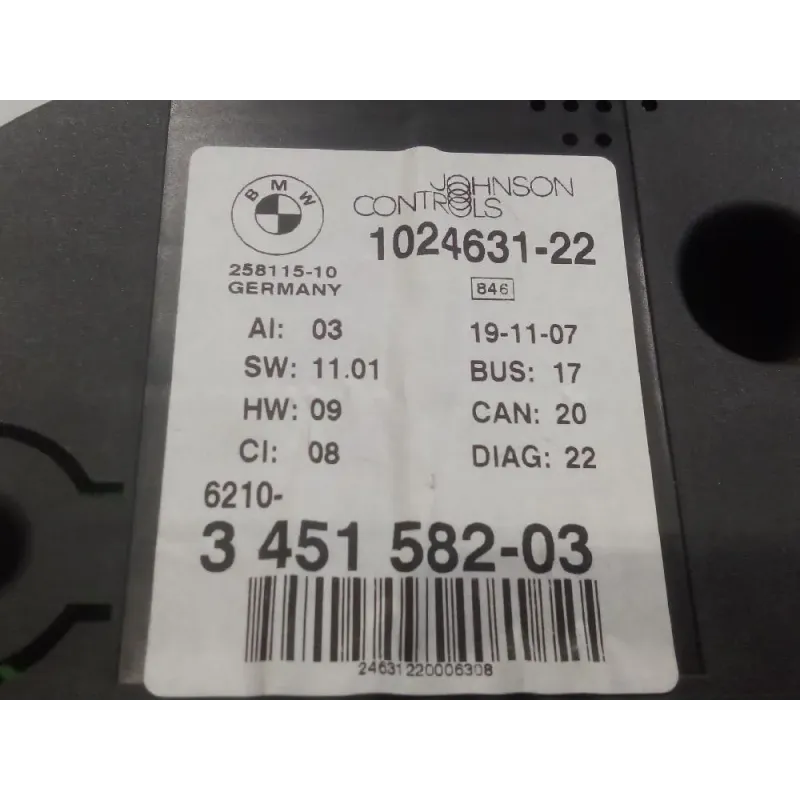 BMW
JOHNSON
CONTROLS
1024631-22
258115-10
GERMANY
846
AI: 03
19-11-07
SW: 11.01
BUS: 17
HW: 09
CAN: 20
CI: 08
DIAG: 22
6210-
3 451 582-03
24631220006308